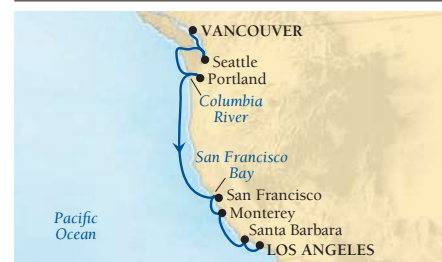 VANCOUVER
Seattle
Portland
Columbia
River
San Francisco
Bay
San Francisco
Monterey
Santa Barbara
LOS ANGELES
Pacific
Ocean